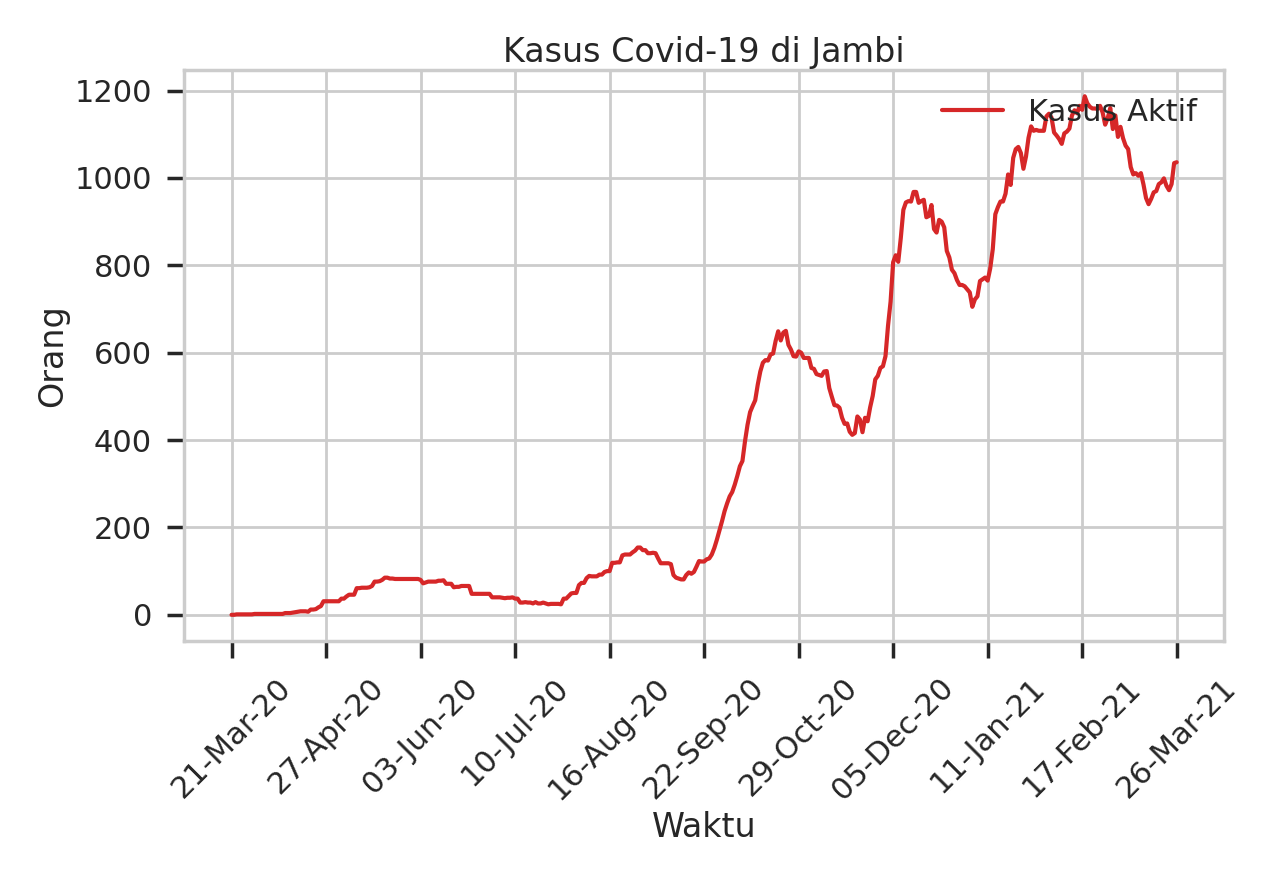 Kasus Covid-19 di Jambi
Kasus Aktif
1200
1000
800
600
400
200
0
Orang
21-Mar-20
27-Apr-20
03-Jun-20
10-Jul-20
16-Aug-20
22-Sep-20
29-Oct-20
05-Dec-20
11-Jan-21
17-Feb-21
26-Mar-21
Waktu